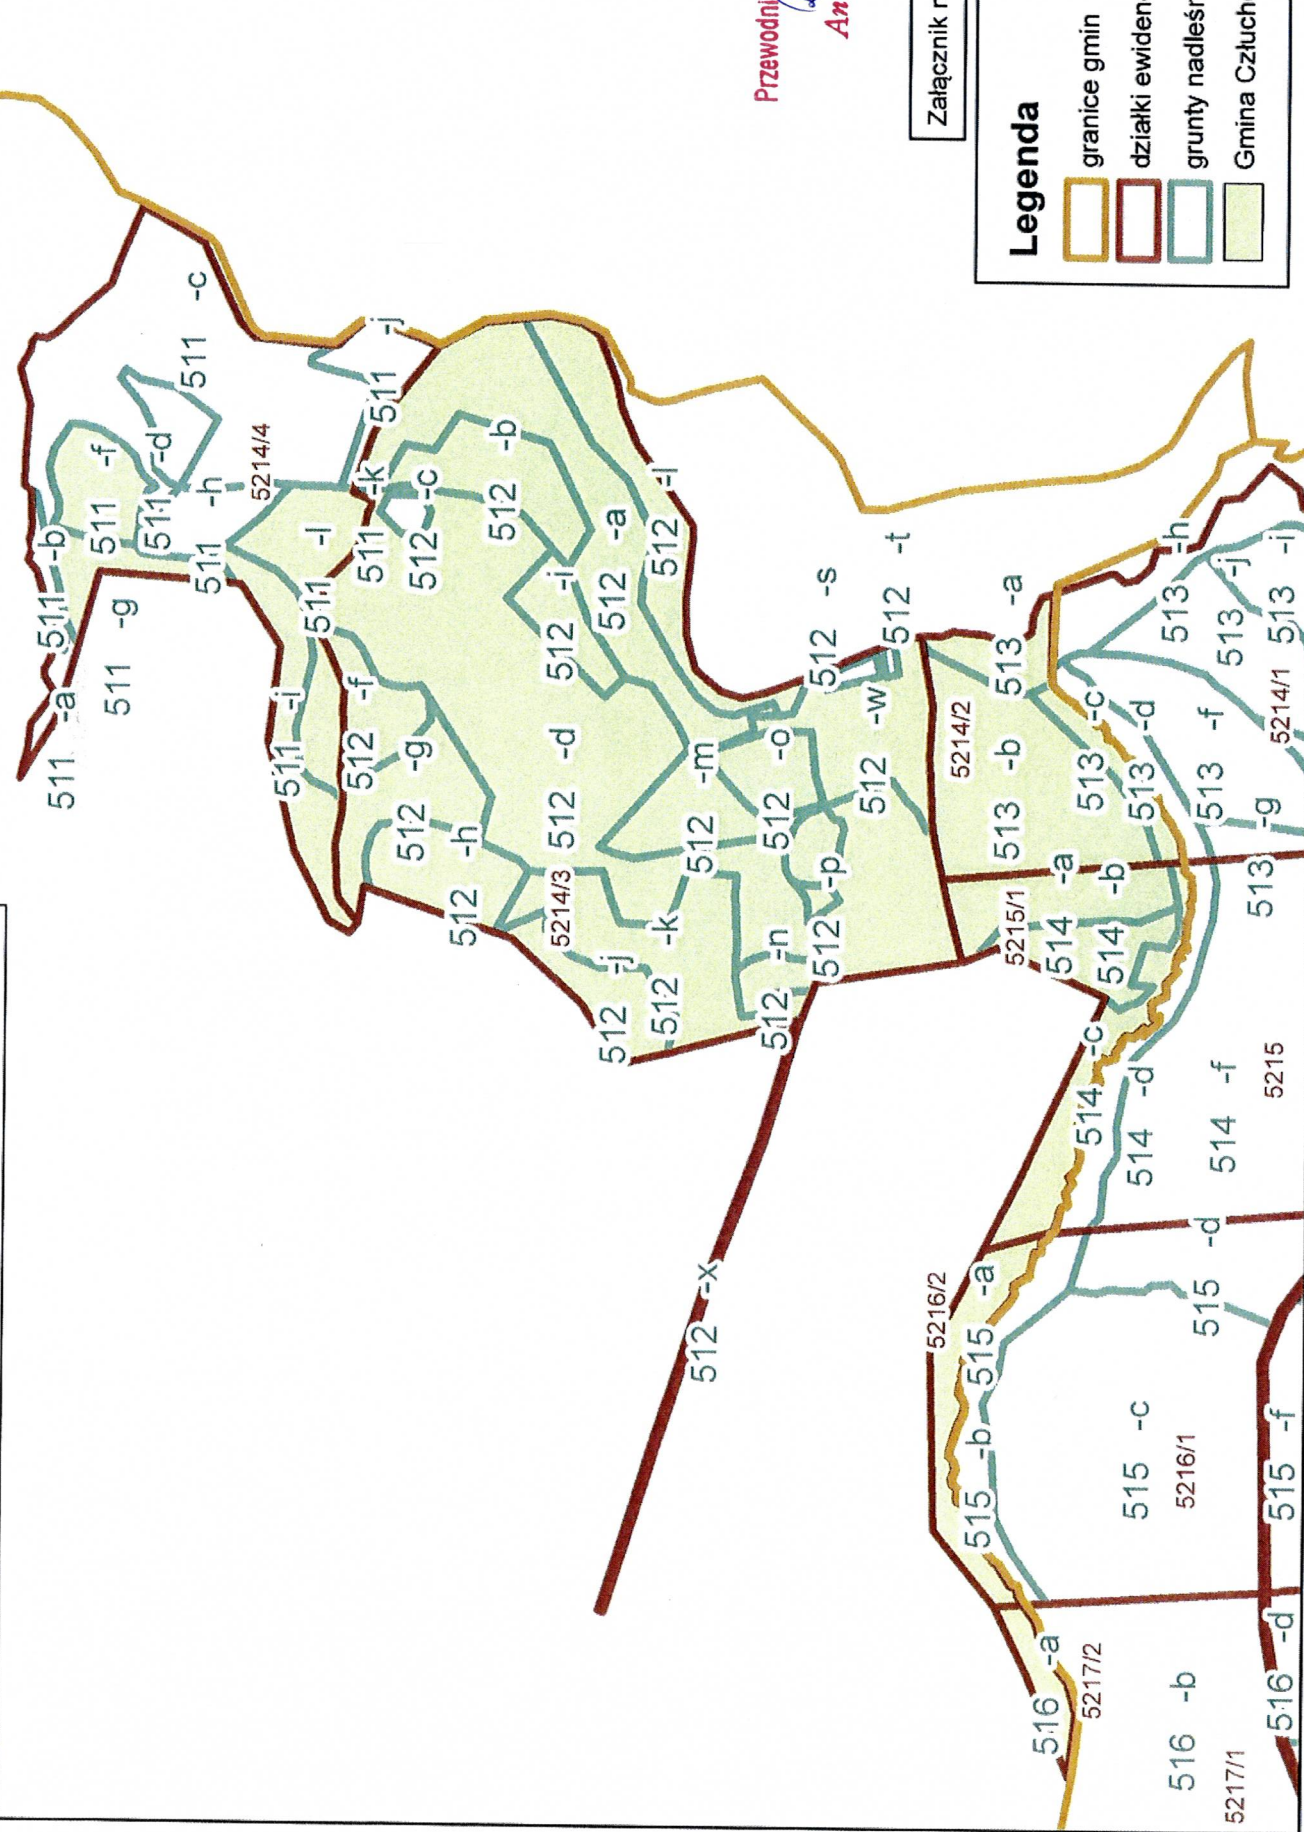 Przewodni
An
Załącznik n
Legenda
granice gmin
działki ewiden
grunty nadleśn
Gmina Człuch
511 -a
511 -b
511 -g
511 -f
511 -d
511 -c
511 -h
5214/4
511 -l
511 -j
511 -j
511 -k
512 -f
512 -g
512 -c
512 -b
512 -h
512 -h
512 -i
512 -a
512 -l
512 -d
5214/3
512 -j
512 -k
512 -m
512 -n
512 -o
512 -p
512 -s
512 -t
512 -w
512 -x
5214/2
513 -a
513 -b
513 -c
513 -d
513 -f
513 -g
513 -h
513 -j
513 -i
5214/1
5215/1
514 -a
514 -b
514 -c
514 -d
514 -f
5215
5216/2
515 -a
515 -b
515 -c
515 -d
515 -f
5216/1
516 -a
5217/2
516 -b
516 -d
5217/1